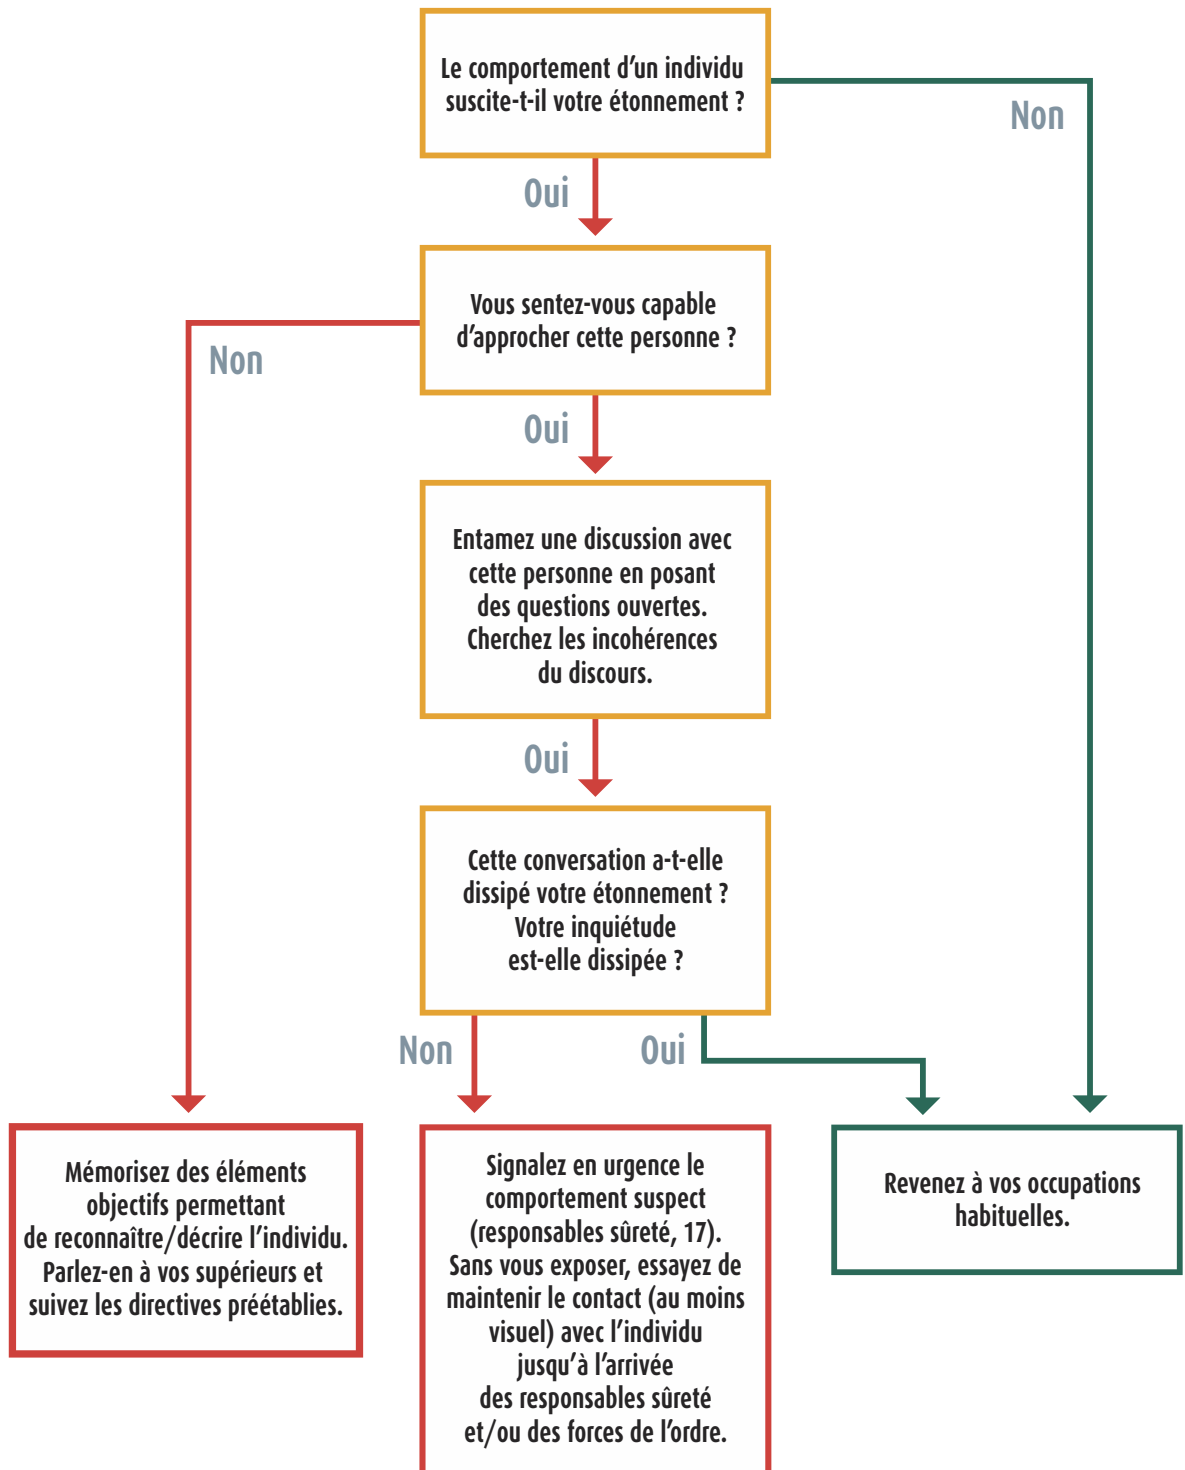 Le comportement d’un individu
suscite-t-il votre étonnement ?
Non
Oui
Vous sentez-vous capable
d’approcher cette personne ?
Non
Oui
Entamez une discussion avec
cette personne en posant
des questions ouvertes.
Cherchez les incohérences
du discours.
Oui
Cette conversation a-t-elle
dissipé votre étonnement ?
Votre inquiétude
est-elle dissipée ?
Non
Oui
Mémorisez des éléments
objectifs permettant
de reconnaître/décrire l’individu.
Parlez-en à vos supérieurs et
suivez les directives préétablies.
Signalez en urgence le
comportement suspect
(responsables sûreté, 17).
Sans vous exposer, essayez de
maintenir le contact (au moins
visuel) avec l’individu
jusqu’à l’arrivée
des responsables sûreté
et/ou des forces de l’ordre.
Revenez à vos occupations
habituelles.